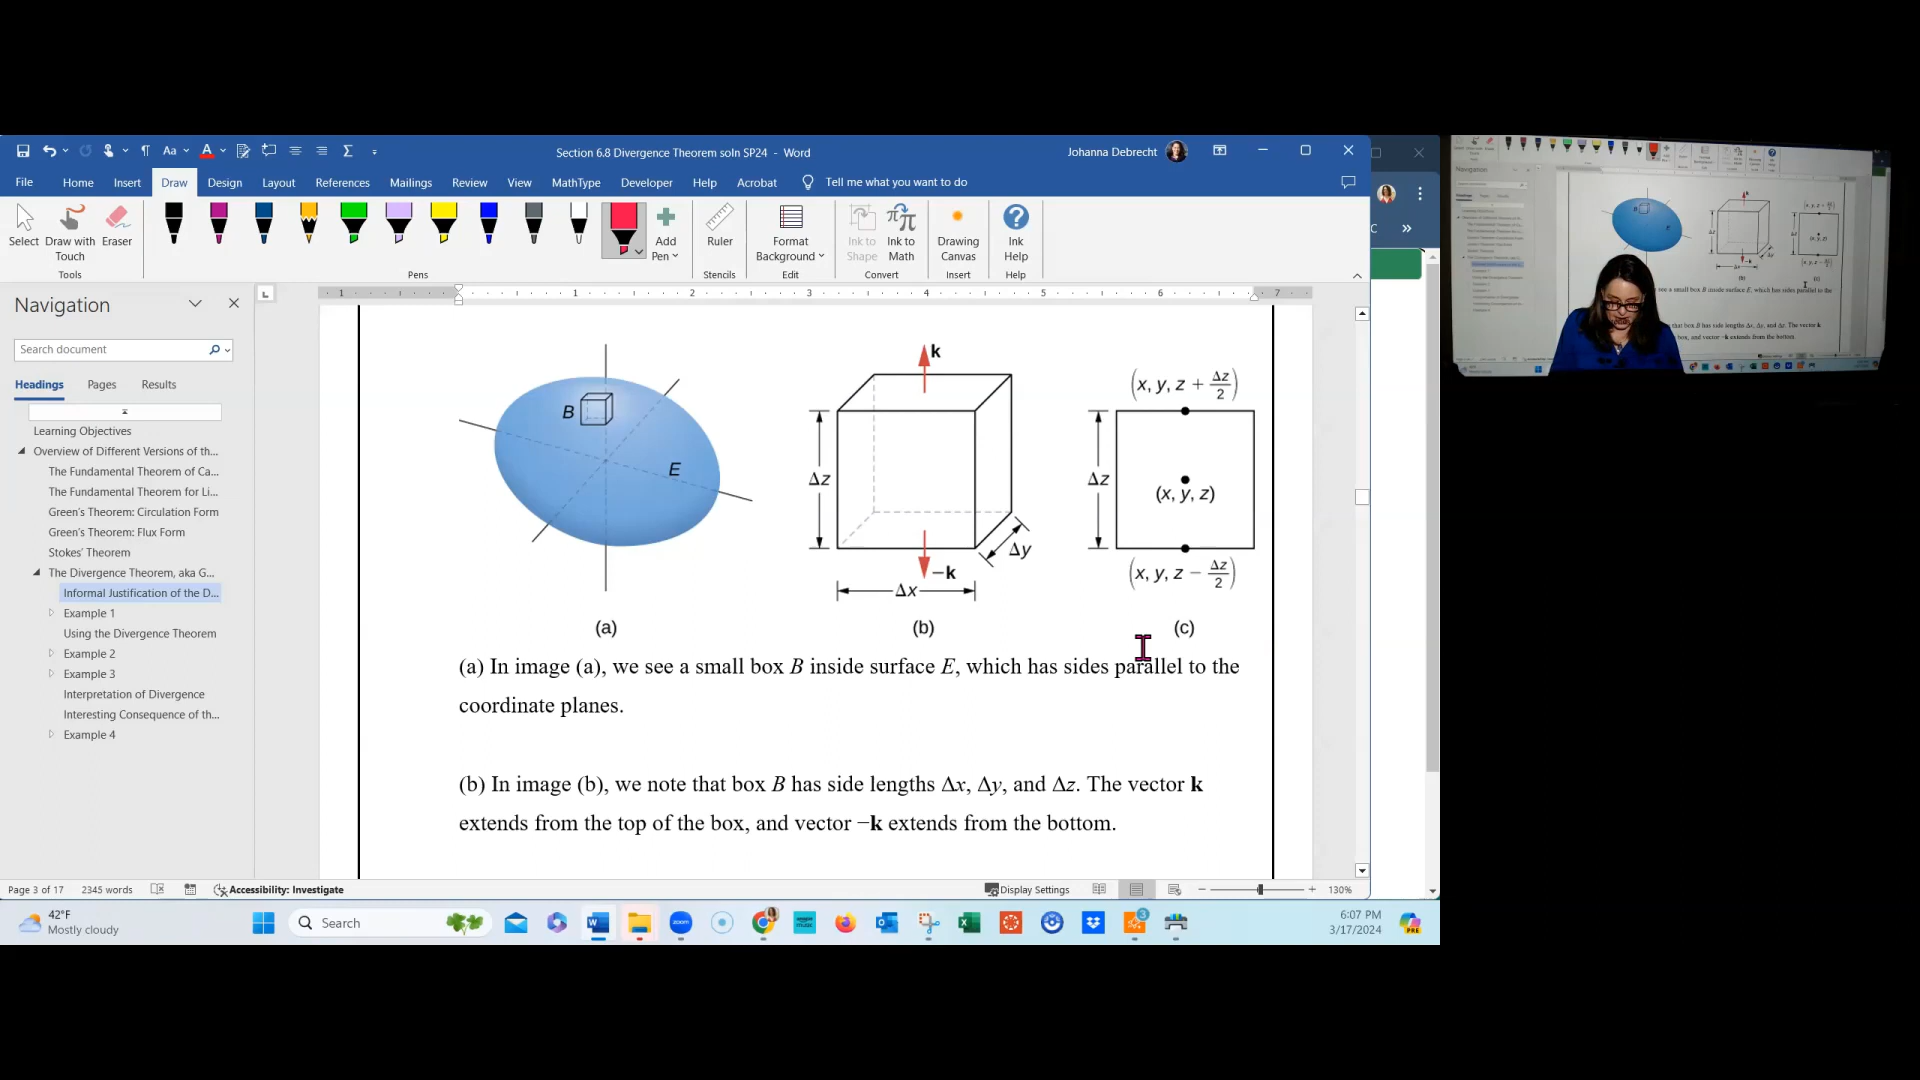 Section 6.8 Divergence Theorem soln SP24 - Word
Johanna Debrecht
File Home Insert Draw Design Layout References Mailings Review View MathType Developer Help Acrobat Tell me what you want to do
Select
Draw with Touch
Eraser
Add Pen
Ruler
Format Background
Ink to Shape
Ink to Math
Drawing Canvas
Ink Help
Tools Pens Stencils Edit Convert Insert Help
Navigation
Search document
Headings Pages Results
Learning Objectives
Overview of Different Versions of th...
The Fundamental Theorem of Ca...
The Fundamental Theorem for Li...
Green's Theorem: Circulation Form
Green's Theorem: Flux Form
Stokes' Theorem
The Divergence Theorem, aka G...
Informal Justification of the D...
Example 1
Using the Divergence Theorem
Example 2
Example 3
Interpretation of Divergence
Interesting Consequence of th...
Example 4
1 1 2 3 4 5 6 7
B
E
(a)
k
Δz
Δy
−k
Δx
(b)
(x, y, z + Δz/2)
Δz
(x, y, z)
(x, y, z − Δz/2)
(c)
(a) In image (a), we see a small box B inside surface E, which has sides parallel to the
coordinate planes.
(b) In image (b), we note that box B has side lengths Δx, Δy, and Δz. The vector k
extends from the top of the box, and vector −k extends from the bottom.
Page 3 of 17 2345 words Accessibility: Investigate Display Settings 130%
42°F
Mostly cloudy
Search
6:07 PM
3/17/2024